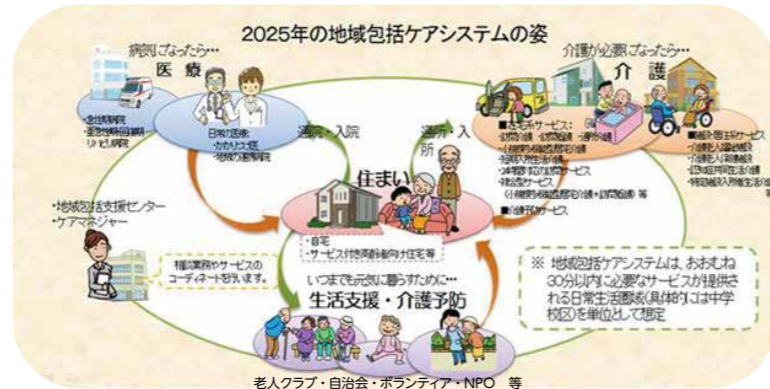 2025年の地域包括ケアシステムの姿
病気になったら…
医 療
・急性期病院
・亜急性期・回復期
リハビリ病院
日常の医療:
・かかりつけ医
・地域の連携病院
通院・入院
介護が必要になったら…
介 護
通所・入
所
■在宅系サービス:
・訪問介護 ・訪問看護 ・通所介護
・小規模多機能型居宅介護
・短期入所生活介護
・24時間対応の訪問サービス
・複合型サービス
(小規模多機能型居宅介護+訪問看護) 等
■介護予防サービス
■施設・居住系サービス
・介護老人福祉施設
・介護老人保健施設
・認知症共同生活介護
・特定施設入所者生活介護
等
住まい
・自宅
・サービス付き高齢者向け住宅等
・地域包括支援センター
・ケアマネジャー
相談業務やサービスの
コーディネートを行います。
いつまでも元気に暮らすために…
生活支援・介護予防
老人クラブ・自治会・ボランティア・NPO 等
※ 地域包括ケアシステムは、おおむね
30分以内に必要なサービスが提供さ
れる日常生活圏域(具体的には中学
校区)を単位として想定